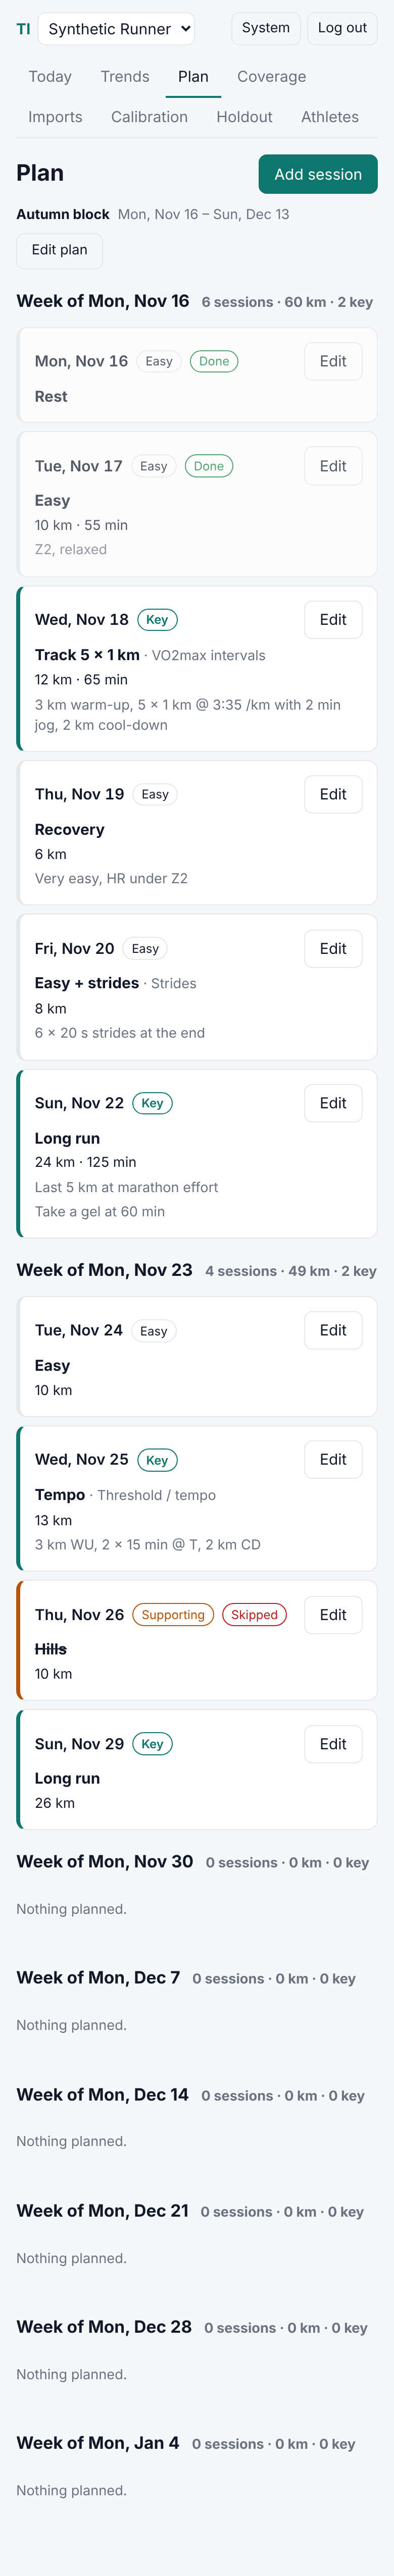 TI Synthetic Runner System Log out
Today Trends Plan Coverage
Imports Calibration Holdout Athletes
Plan Add session
Autumn block Mon, Nov 16 – Sun, Dec 13
Edit plan
Week of Mon, Nov 16 6 sessions · 60 km · 2 key
Mon, Nov 16 Easy Done Edit
Rest
Tue, Nov 17 Easy Done Edit
Easy
10 km · 55 min
Z2, relaxed
Wed, Nov 18 Key Edit
Track 5 × 1 km · VO2max intervals
12 km · 65 min
3 km warm-up, 5 × 1 km @ 3:35 /km with 2 min
jog, 2 km cool-down
Thu, Nov 19 Easy Edit
Recovery
6 km
Very easy, HR under Z2
Fri, Nov 20 Easy Edit
Easy + strides · Strides
8 km
6 × 20 s strides at the end
Sun, Nov 22 Key Edit
Long run
24 km · 125 min
Last 5 km at marathon effort
Take a gel at 60 min
Week of Mon, Nov 23 4 sessions · 49 km · 2 key
Tue, Nov 24 Easy Edit
Easy
10 km
Wed, Nov 25 Key Edit
Tempo · Threshold / tempo
13 km
3 km WU, 2 × 15 min @ T, 2 km CD
Thu, Nov 26 Supporting Skipped Edit
Hills
10 km
Sun, Nov 29 Key Edit
Long run
26 km
Week of Mon, Nov 30 0 sessions · 0 km · 0 key
Nothing planned.
Week of Mon, Dec 7 0 sessions · 0 km · 0 key
Nothing planned.
Week of Mon, Dec 14 0 sessions · 0 km · 0 key
Nothing planned.
Week of Mon, Dec 21 0 sessions · 0 km · 0 key
Nothing planned.
Week of Mon, Dec 28 0 sessions · 0 km · 0 key
Nothing planned.
Week of Mon, Jan 4 0 sessions · 0 km · 0 key
Nothing planned.